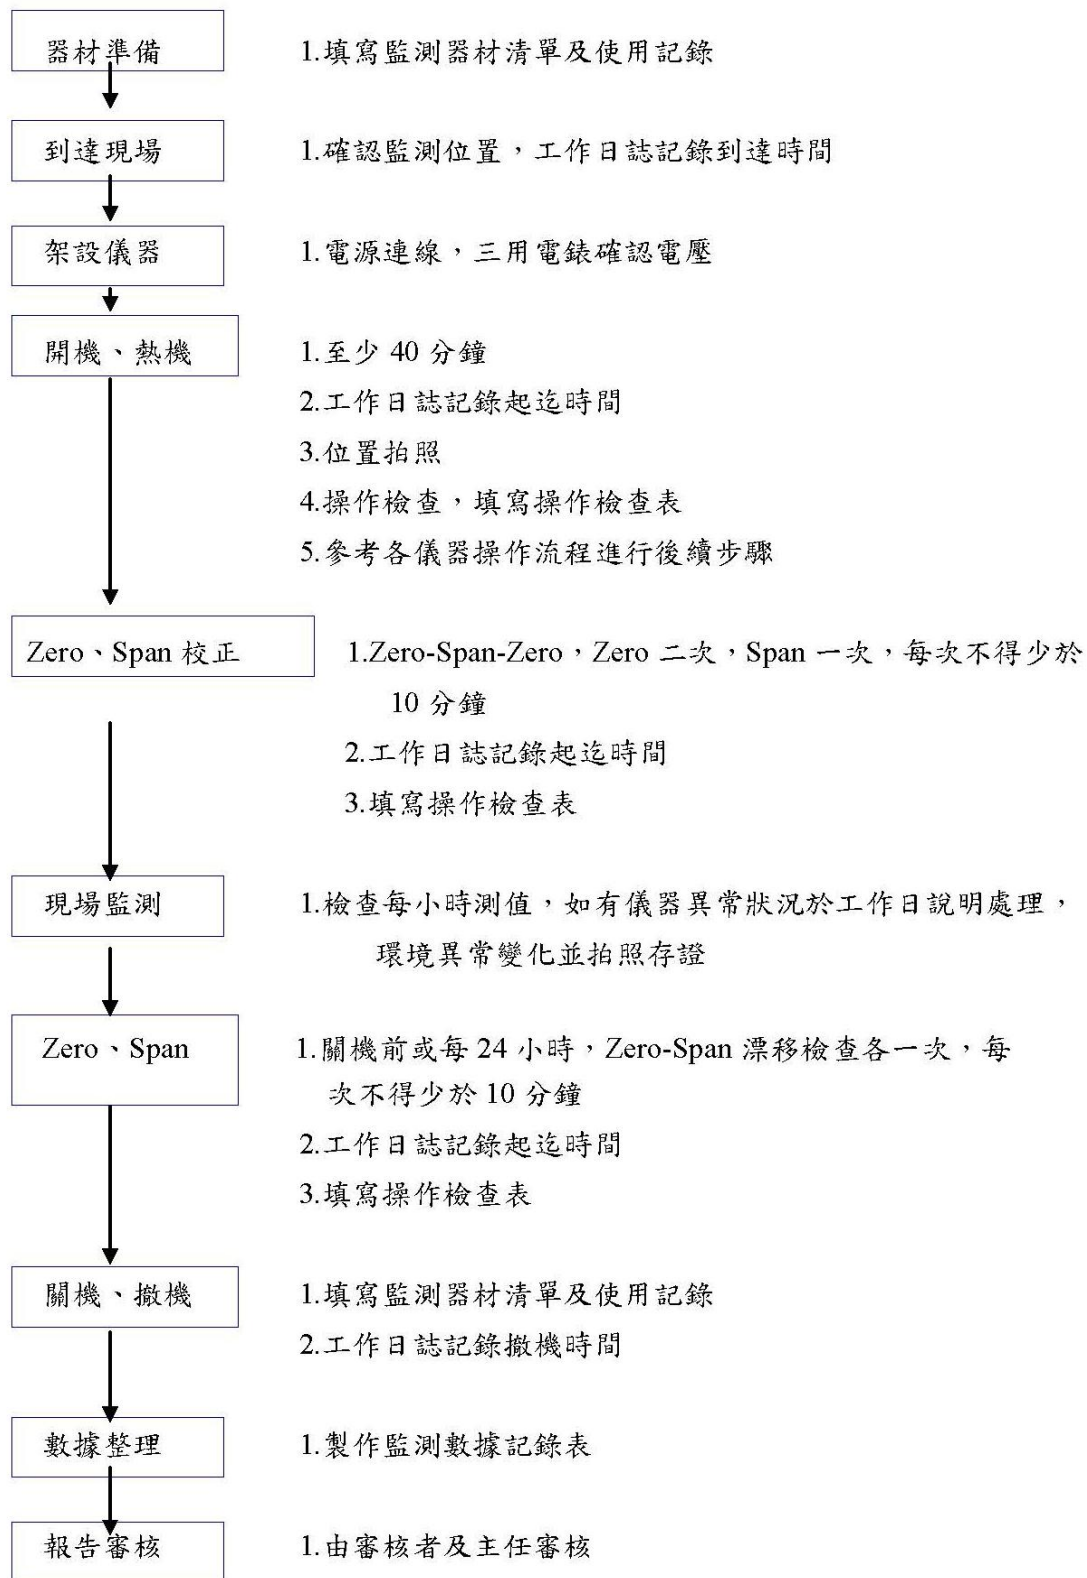 器材準備
1.填寫監測器材清單及使用記錄
到達現場
1.確認監測位置，工作日誌記錄到達時間
架設儀器
1.電源連線，三用電錶確認電壓
開機、熱機
1.至少 40 分鐘
2.工作日誌記錄起迄時間
3.位置拍照
4.操作檢查，填寫操作檢查表
5.參考各儀器操作流程進行後續步驟
Zero、Span 校正
1.Zero-Span-Zero，Zero 二次，Span 一次，每次不得少於
10 分鐘
2.工作日誌記錄起迄時間
3.填寫操作檢查表
現場監測
1.檢查每小時測值，如有儀器異常狀況於工作日說明處理，
環境異常變化並拍照存證
Zero、Span
1.關機前或每 24 小時，Zero-Span 漂移檢查各一次，每
次不得少於 10 分鐘
2.工作日誌記錄起迄時間
3.填寫操作檢查表
關機、撤機
1.填寫監測器材清單及使用記錄
2.工作日誌記錄撤機時間
數據整理
1.製作監測數據記錄表
報告審核
1.由審核者及主任審核